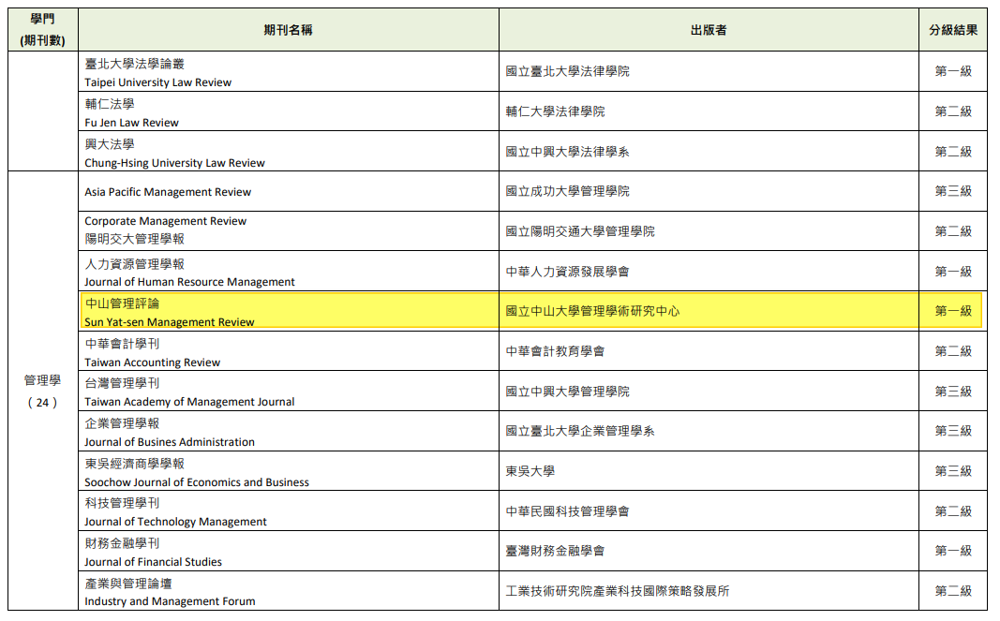 學門
(期刊數)
期刊名稱
出版者
分級結果
臺北大學法學論叢
Taipei University Law Review
國立臺北大學法律學院
第一級
輔仁法學
Fu Jen Law Review
輔仁大學法律學院
第二級
興大法學
Chung-Hsing University Law Review
國立中興大學法律學系
第二級
管理學
（24）
Asia Pacific Management Review
國立成功大學管理學院
第三級
Corporate Management Review
陽明交大管理學報
國立陽明交通大學管理學院
第二級
人力資源管理學報
Journal of Human Resource Management
中華人力資源發展學會
第一級
中山管理評論
Sun Yat-sen Management Review
國立中山大學管理學術研究中心
第一級
中華會計學刊
Taiwan Accounting Review
中華會計教育學會
第二級
台灣管理學刊
Taiwan Academy of Management Journal
國立中興大學管理學院
第三級
企業管理學報
Journal of Busines Administration
國立臺北大學企業管理學系
第三級
東吳經濟商學學報
Soochow Journal of Economics and Business
東吳大學
第三級
科技管理學刊
Journal of Technology Management
中華民國科技管理學會
第二級
財務金融學刊
Journal of Financial Studies
臺灣財務金融學會
第一級
產業與管理論壇
Industry and Management Forum
工業技術研究院產業科技國際策略發展所
第二級